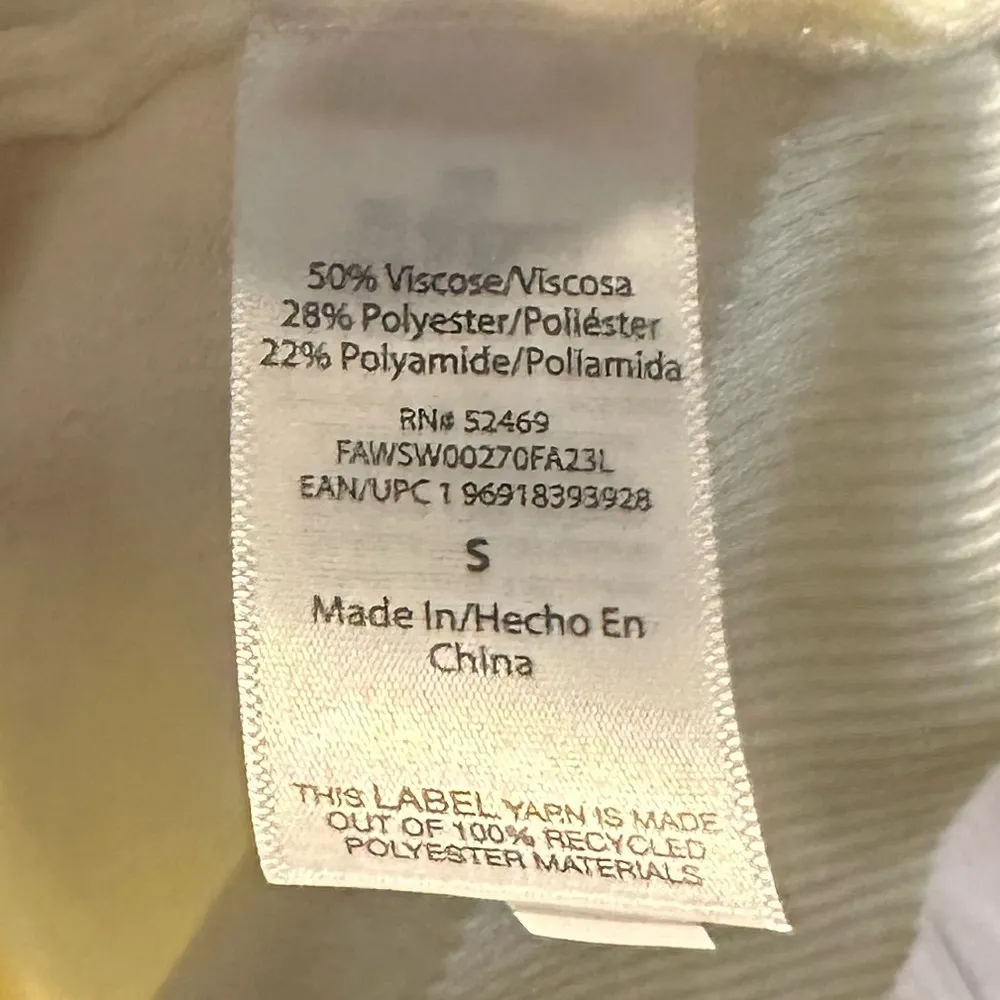 50% Viscose/Viscosa
28% Polyester/Poliéster
22% Polyamide/Poliamida
RN# 52469
FAWSW00270FA23L
EAN/UPC 1 96918393928
S
Made In/Hecho En
China
THIS LABEL YARN IS MADE
OUT OF 100% RECYCLED
POLYESTER MATERIALS